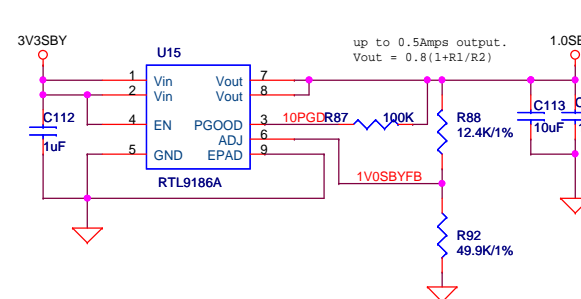 3V3SBY
U15
up to 0.5Amps output.
Vout = 0.8(1+R1/R2)
1.0SB
1 Vin Vout 7
2 Vin Vout 8
4 EN PGOOD 3
ADJ 6
5 GND EPAD 9
RTL9186A
C112
1uF
10PGD
R87 100K
R88
12.4K/1%
C113
10uF
1V0SBYFB
R92
49.9K/1%